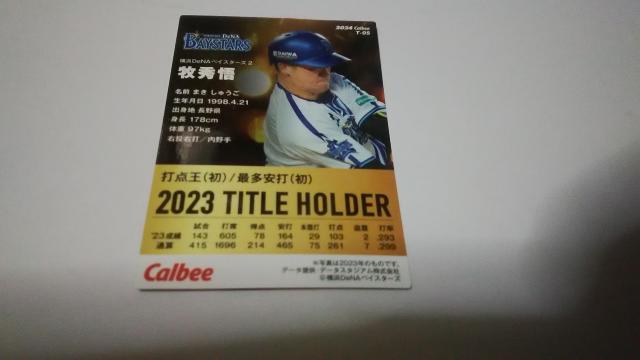 2024 Calbee
T-05
YOKOHAMA DeNA
BAYSTARS
DAIWA
横浜DeNAベイスターズ 2
牧秀悟
名前 まき しゅうご
生年月日 1998.4.21
出身地 長野県
身長 178cm
体重 97kg
右投右打/内野手
打点王(初)/最多安打(初)
2023 TITLE HOLDER
試合 打席 得点 安打 本塁打 打点 盗塁 打率
'23成績 143 605 78 164 29 103 2 .293
通算 415 1696 214 465 75 261 7 .299
Calbee
※写真は2023年のものです。
データ提供:データスタジアム株式会社
©横浜DeNAベイスターズ